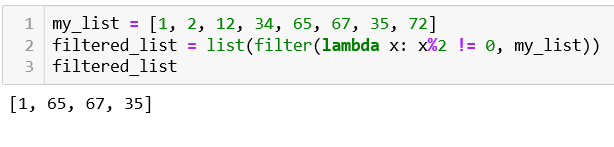 1 my_list = [1, 2, 12, 34, 65, 67, 35, 72]
2 filtered_list = list(filter(lambda x: x%2 != 0, my_list))
3 filtered_list
[1, 65, 67, 35]